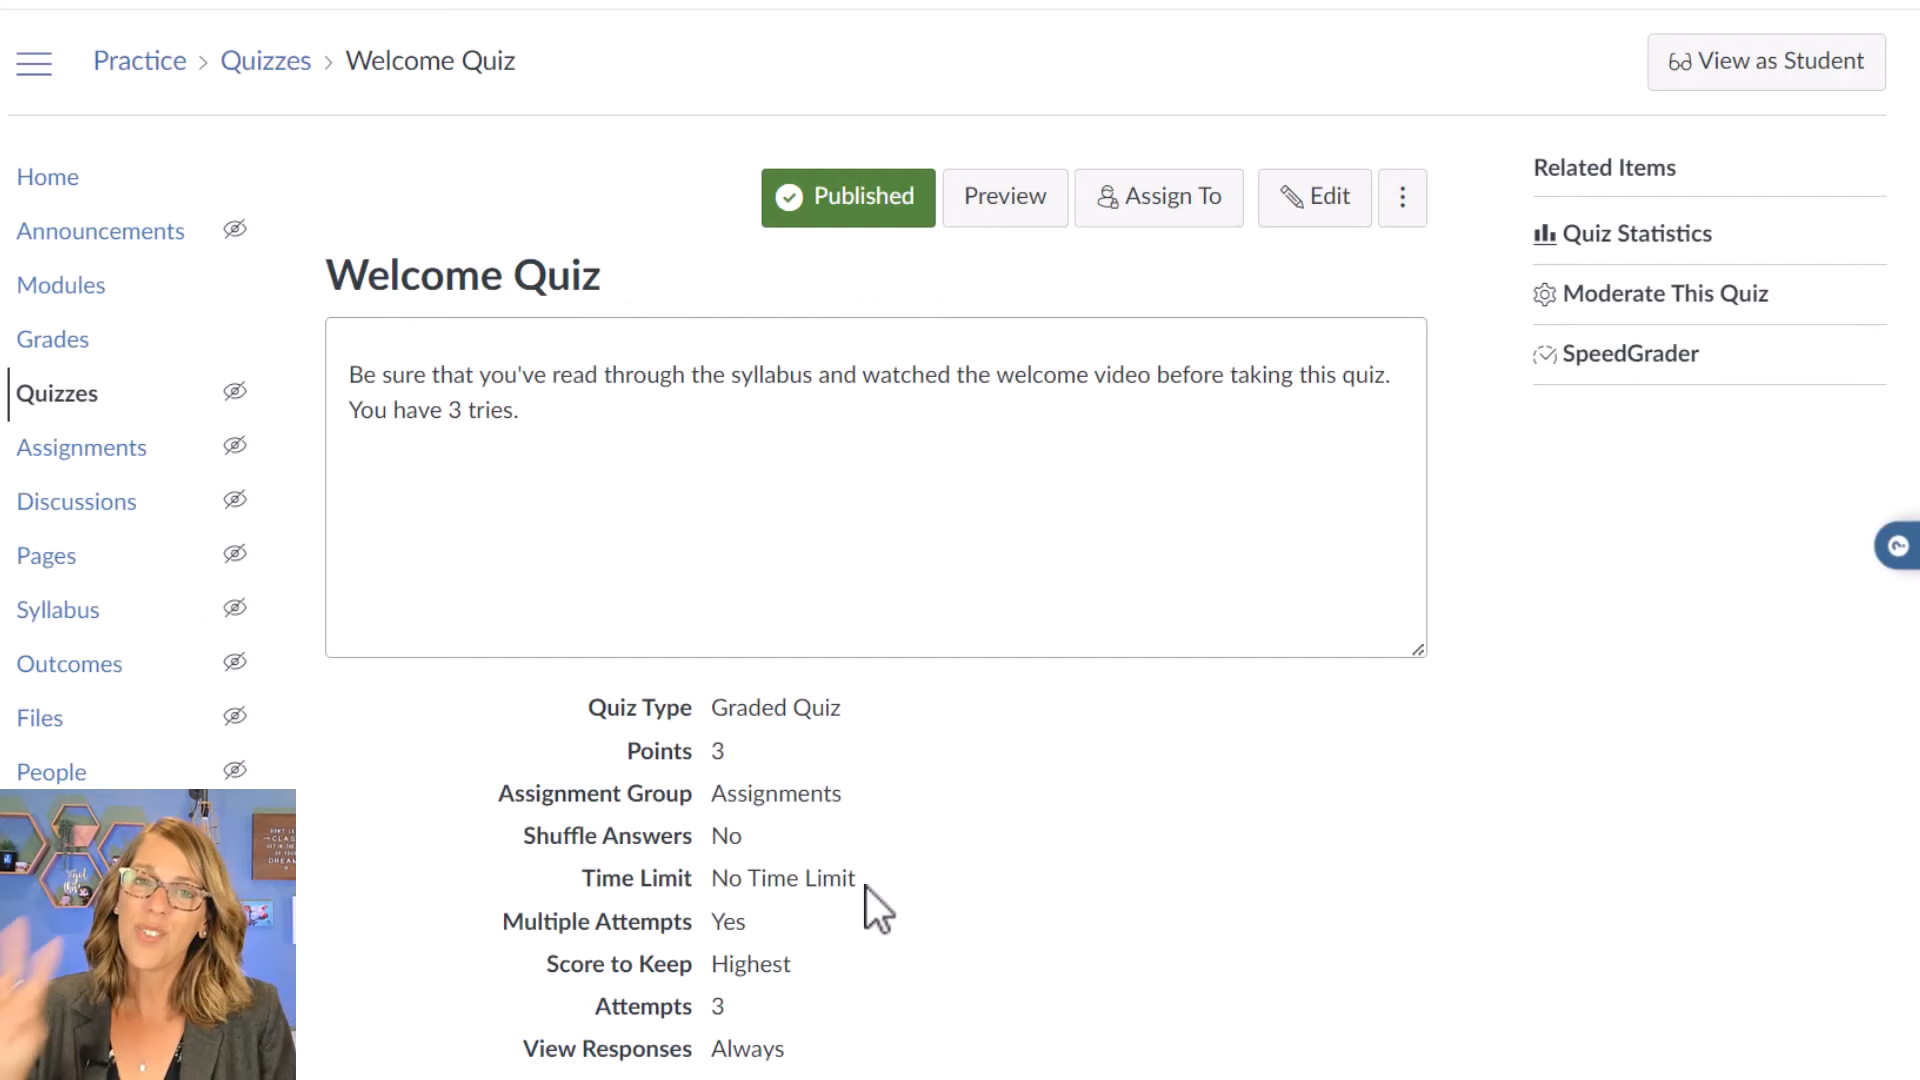 Practice > Quizzes > Welcome Quiz
View as Student
Home
Announcements
Modules
Grades
Quizzes
Assignments
Discussions
Pages
Syllabus
Outcomes
Files
People
Published
Preview
Assign To
Edit
Welcome Quiz
Be sure that you've read through the syllabus and watched the welcome video before taking this quiz.
You have 3 tries.
Quiz Type Graded Quiz
Points 3
Assignment Group Assignments
Shuffle Answers No
Time Limit No Time Limit
Multiple Attempts Yes
Score to Keep Highest
Attempts 3
View Responses Always
Related Items
Quiz Statistics
Moderate This Quiz
SpeedGrader
got
this